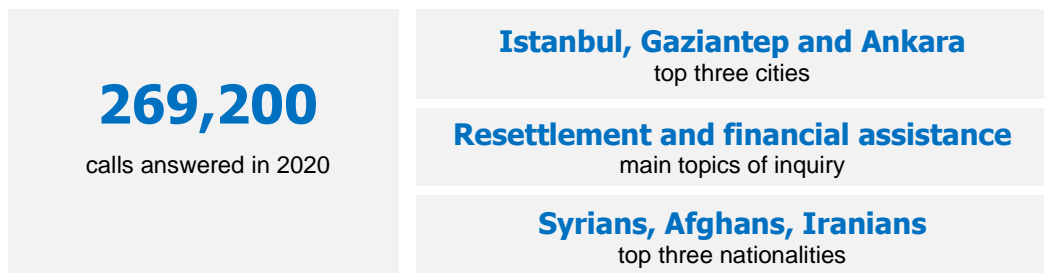 269,200
calls answered in 2020
Istanbul, Gaziantep and Ankara
top three cities
Resettlement and financial assistance
main topics of inquiry
Syrians, Afghans, Iranians
top three nationalities